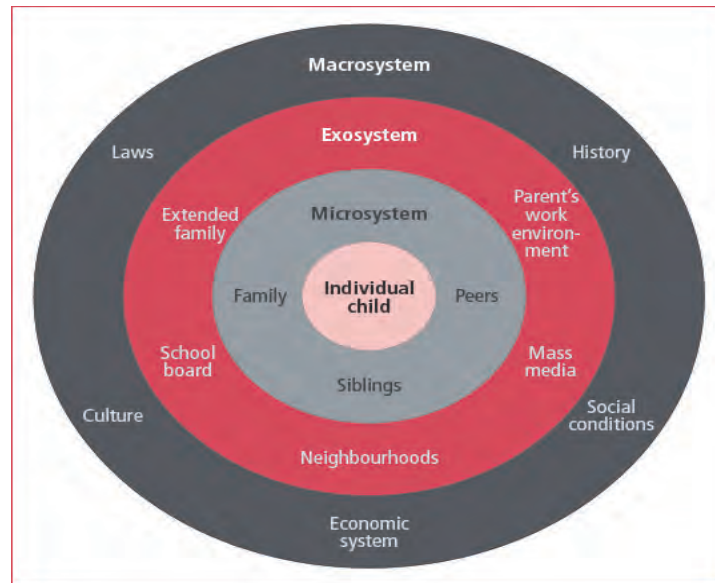 Macrosystem
Laws
History
Exosystem
Extended
family
Parent's
work
environ-
ment
Microsystem
Family
Individual
child
Peers
School
board
Mass
media
Siblings
Culture
Social
conditions
Neighbourhoods
Economic
system